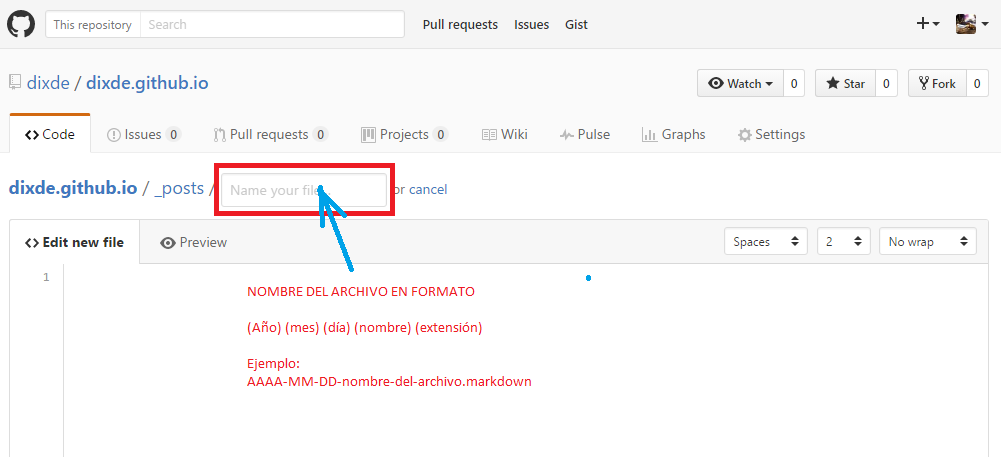 This repository Search Pull requests Issues Gist
dixde / dixde.github.io Watch 0 Star 0 Fork 0
Code Issues 0 Pull requests 0 Projects 0 Wiki Pulse Graphs Settings
dixde.github.io / _posts / Name your file... or cancel
Edit new file Preview Spaces 2 No wrap
1
NOMBRE DEL ARCHIVO EN FORMATO
(Año) (mes) (día) (nombre) (extensión)
Ejemplo:
AAAA-MM-DD-nombre-del-archivo.markdown